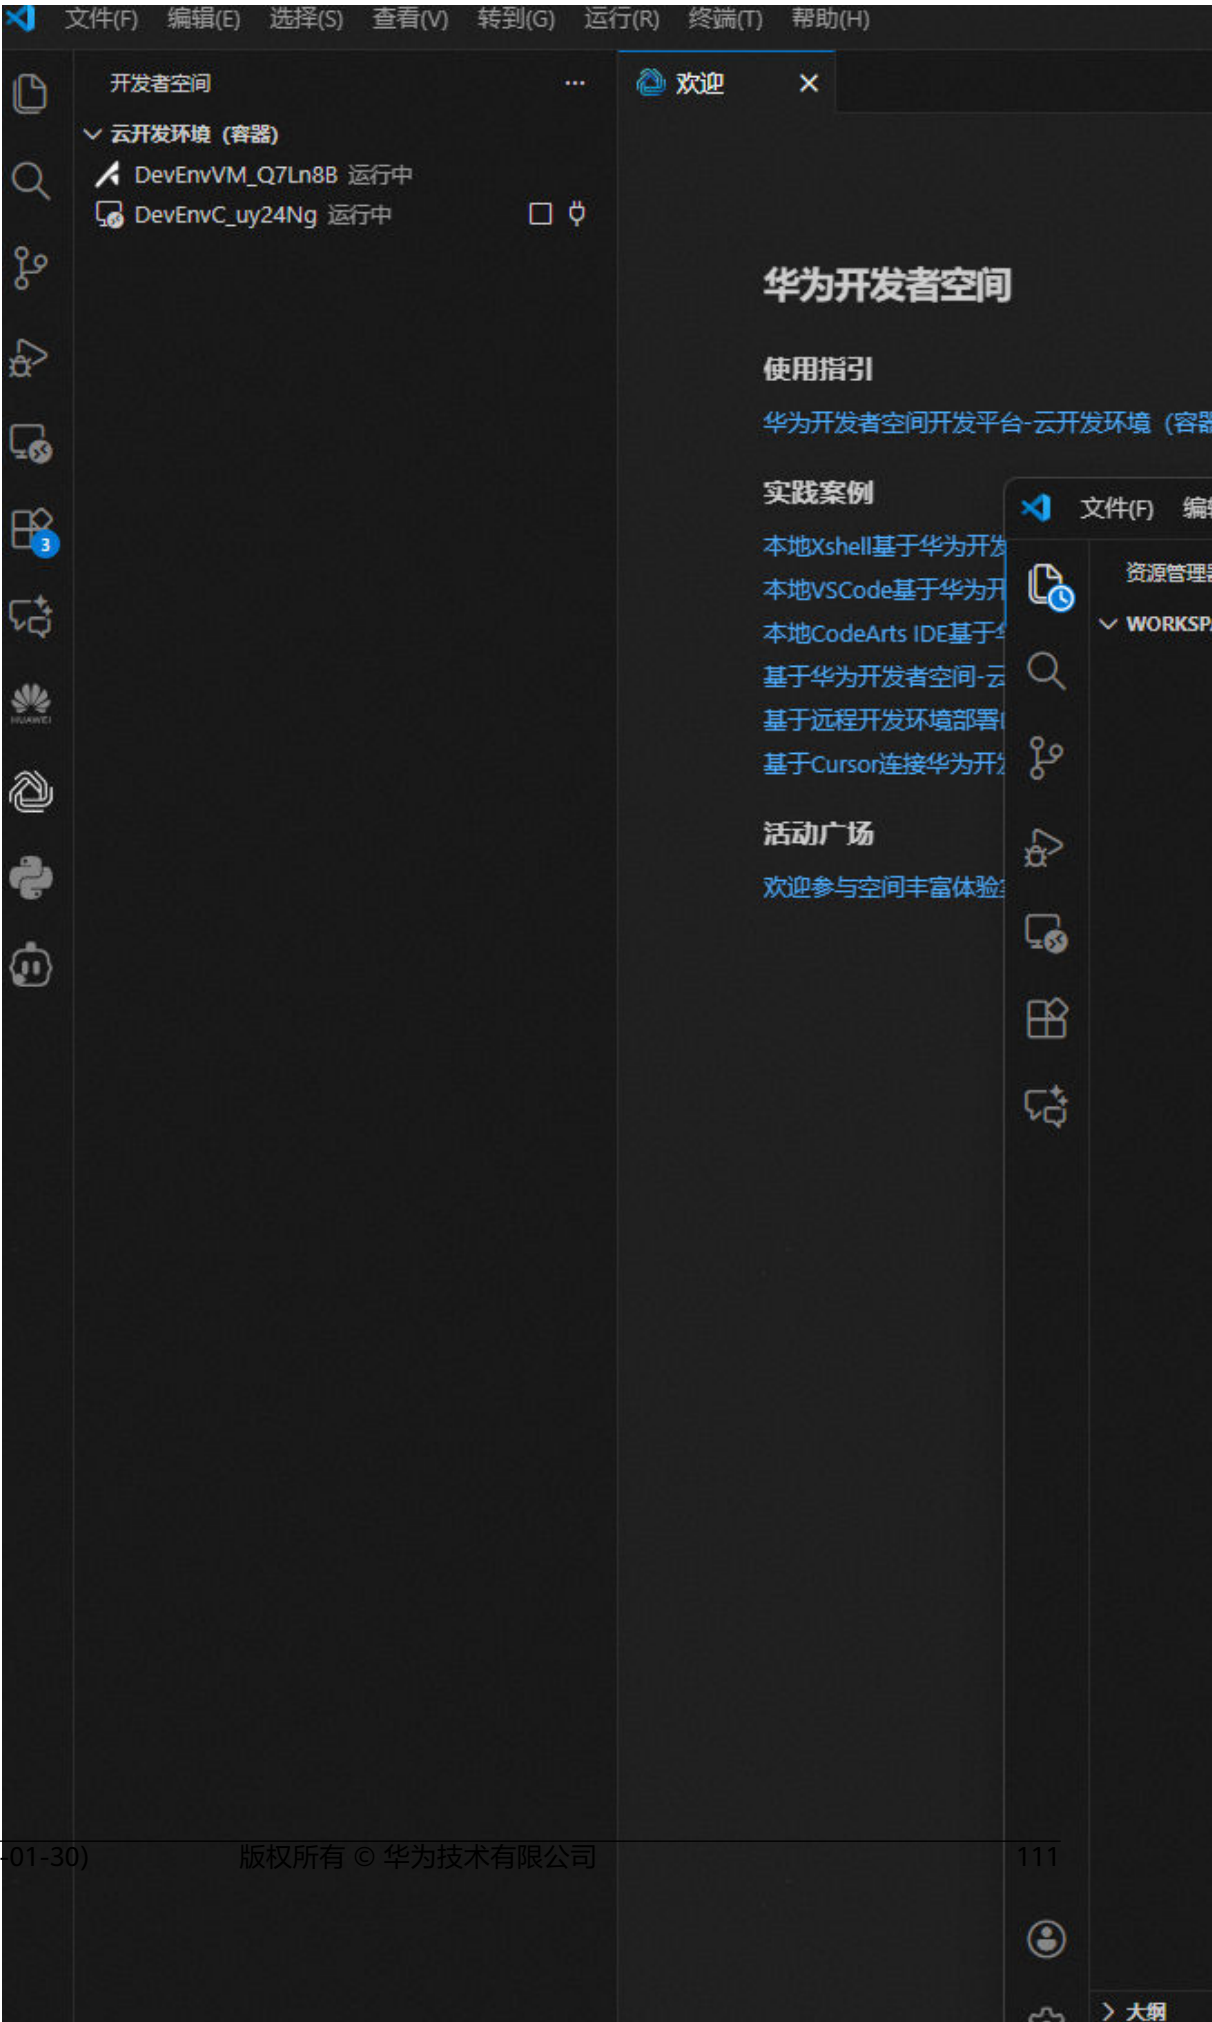 文件(F) 编辑(E) 选择(S) 查看(V) 转到(G) 运行(R) 终端(T) 帮助(H)
开发者空间
欢迎
云开发环境（容器）
DevEnvVM_Q7Ln8B 运行中
DevEnvC_uy24Ng 运行中
华为开发者空间
使用指引
华为开发者空间开发平台-云开发环境（容器
实践案例
本地Xshell基于华为开发
本地VSCode基于华为开
本地CodeArts IDE基于
基于华为开发者空间-云
基于远程开发环境部署
基于Cursor连接华为开发
活动广场
欢迎参与空间丰富体验
3
HUAWEI
文件(F) 编辑
资源管理器
WORKSPA
大纲
-01-30) 版权所有 © 华为技术有限公司 111